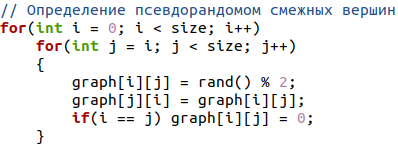 // Определение псевдорандомом смежных вершин
for(int i = 0; i < size; i++)
    for(int j = i; j < size; j++)
    {
        graph[i][j] = rand() % 2;
        graph[j][i] = graph[i][j];
        if(i == j) graph[i][j] = 0;
    }